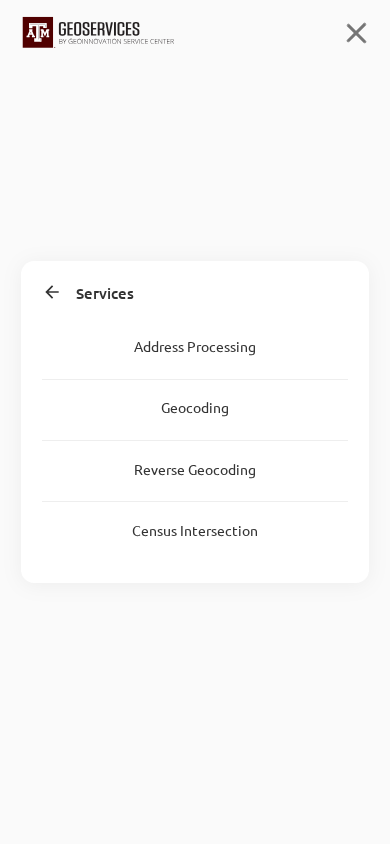 ATM GEOSERVICES
BY GEOINNOVATION SERVICE CENTER
Services
Address Processing
Geocoding
Reverse Geocoding
Census Intersection